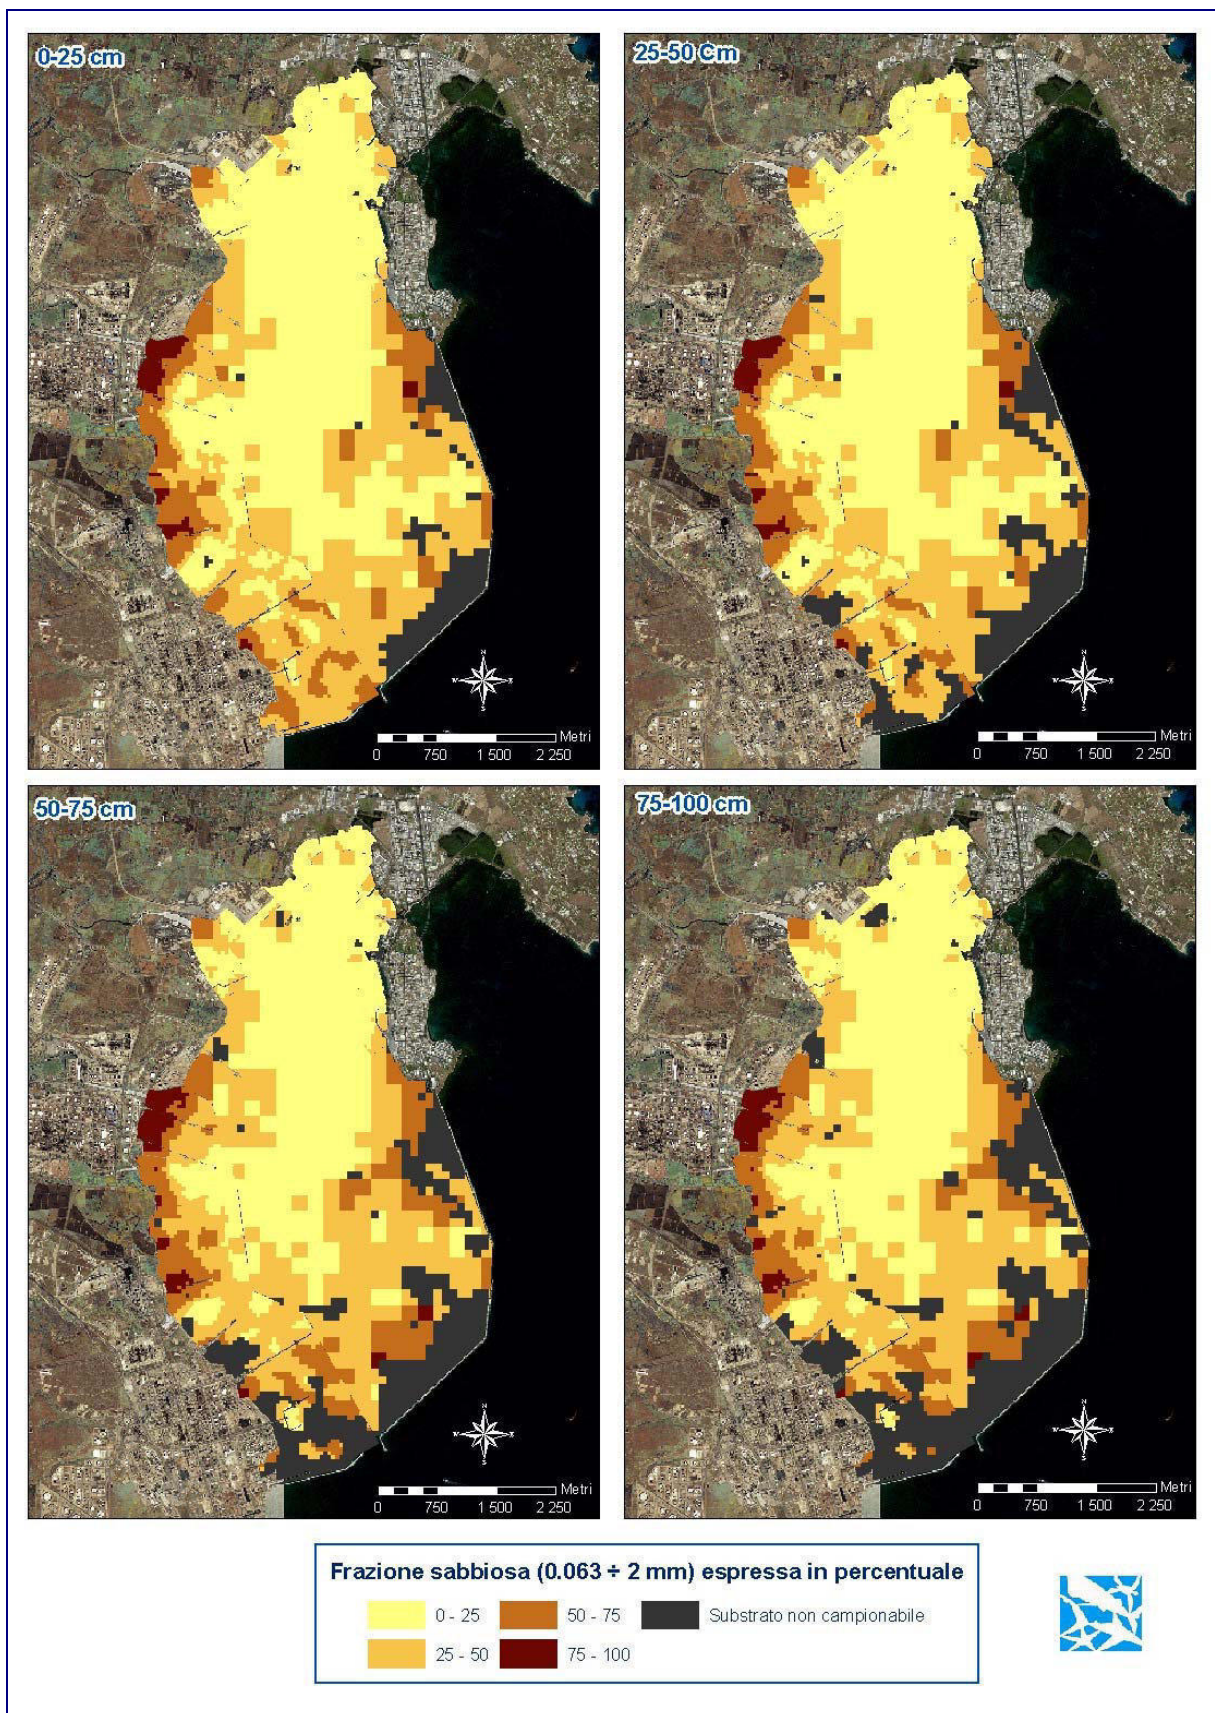 0-25 cm
25-50 Cm
N
W E
S
N
W E
S
Metri
0 750 1 500 2 250
Metri
0 750 1 500 2 250
50-75 cm
75-100 cm
N
W E
S
N
W E
S
Metri
0 750 1 500 2 250
Metri
0 750 1 500 2 250
Frazione sabbiosa (0.063 ÷ 2 mm) espressa in percentuale
0 - 25
50 - 75
Substrato non campionabile
25 - 50
75 - 100